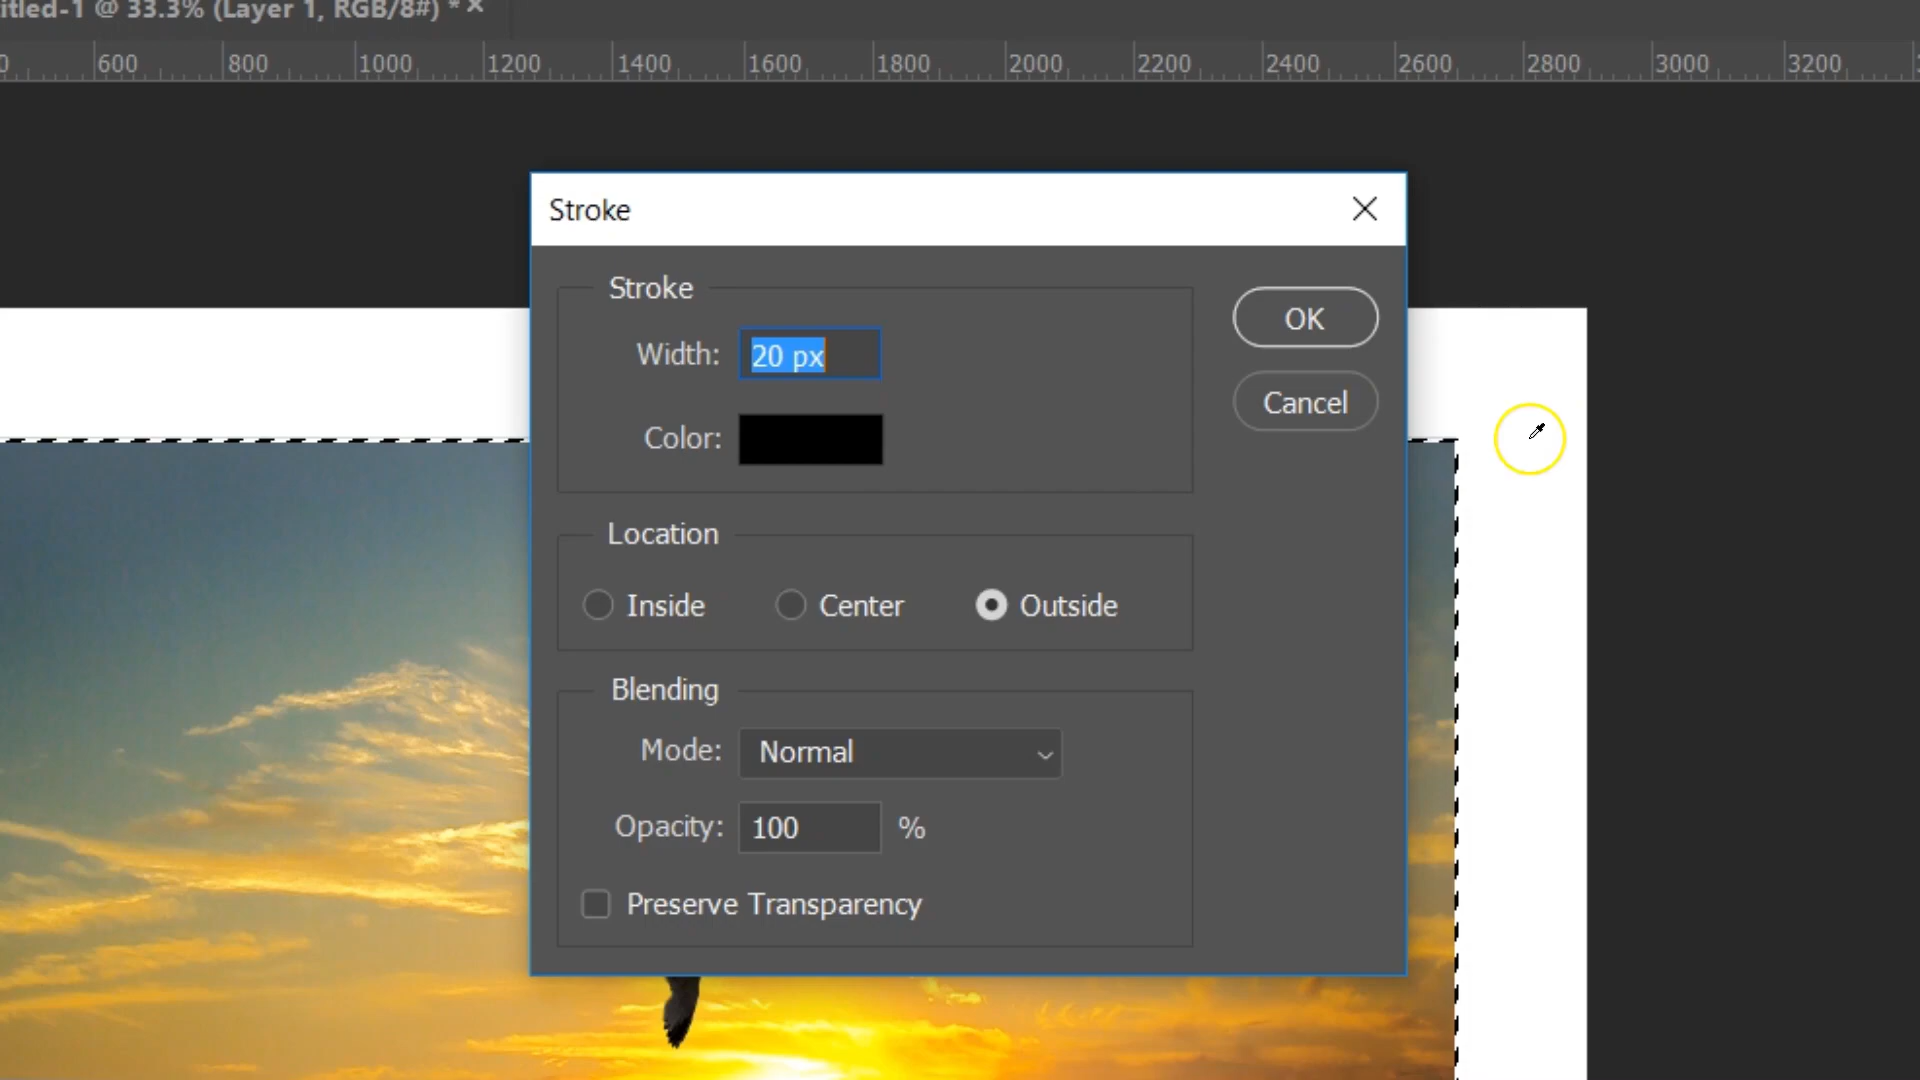 itled-1 @ 33.3% (Layer 1, RGB/8#) * ×
0 600 800 1000 1200 1400 1600 1800 2000 2200 2400 2600 2800 3000 3200
Stroke
Stroke
Width: 20 px
OK
Color:
Cancel
Location
Inside Center Outside
Blending
Mode: Normal
Opacity: 100 %
Preserve Transparency